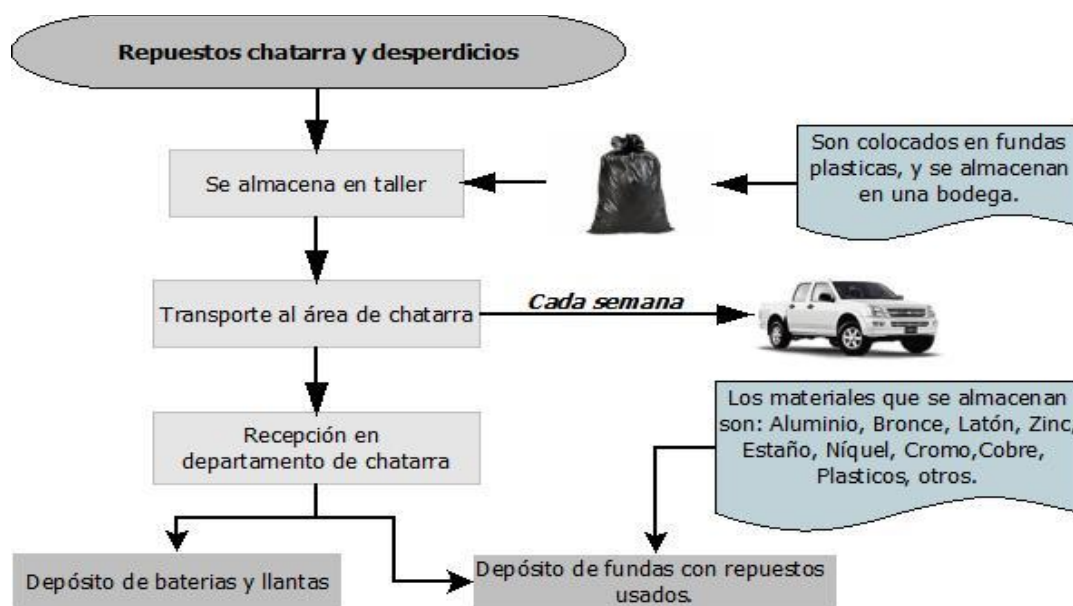 Repuestos chatarra y desperdicios
Se almacena en taller
Son colocados en fundas
plasticas, y se almacenan
en una bodega.
Transporte al área de chatarra
Cada semana
Recepción en
departamento de chatarra
Los materiales que se almacenan
son: Aluminio, Bronce, Latón, Zinc,
Estaño, Níquel, Cromo,Cobre,
Plasticos, otros.
Depósito de baterias y llantas
Depósito de fundas con repuestos
usados.